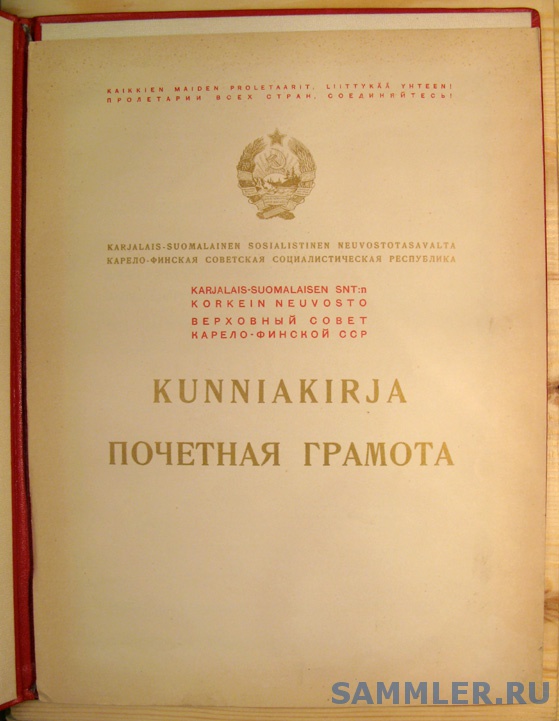 KAIKKIEN MAIDEN PROLETAARIT, LIITTYKÄÄ YHTEEN!
ПРОЛЕТАРИИ ВСЕХ СТРАН, СОЕДИНЯЙТЕСЬ!
KARJALAIS-SUOMALAINEN SOSIALISTINEN NEUVOSTOTASAVALTA
КАРЕЛО-ФИНСКАЯ СОВЕТСКАЯ СОЦИАЛИСТИЧЕСКАЯ РЕСПУБЛИКА
KARJALAIS-SUOMALAISEN SNT:n
KORKEIN NEUVOSTO
ВЕРХОВНЫЙ СОВЕТ
КАРЕЛО-ФИНСКОЙ ССР
KUNNIAKIRJA
ПОЧЕТНАЯ ГРАМОТА
SAMMLER.RU